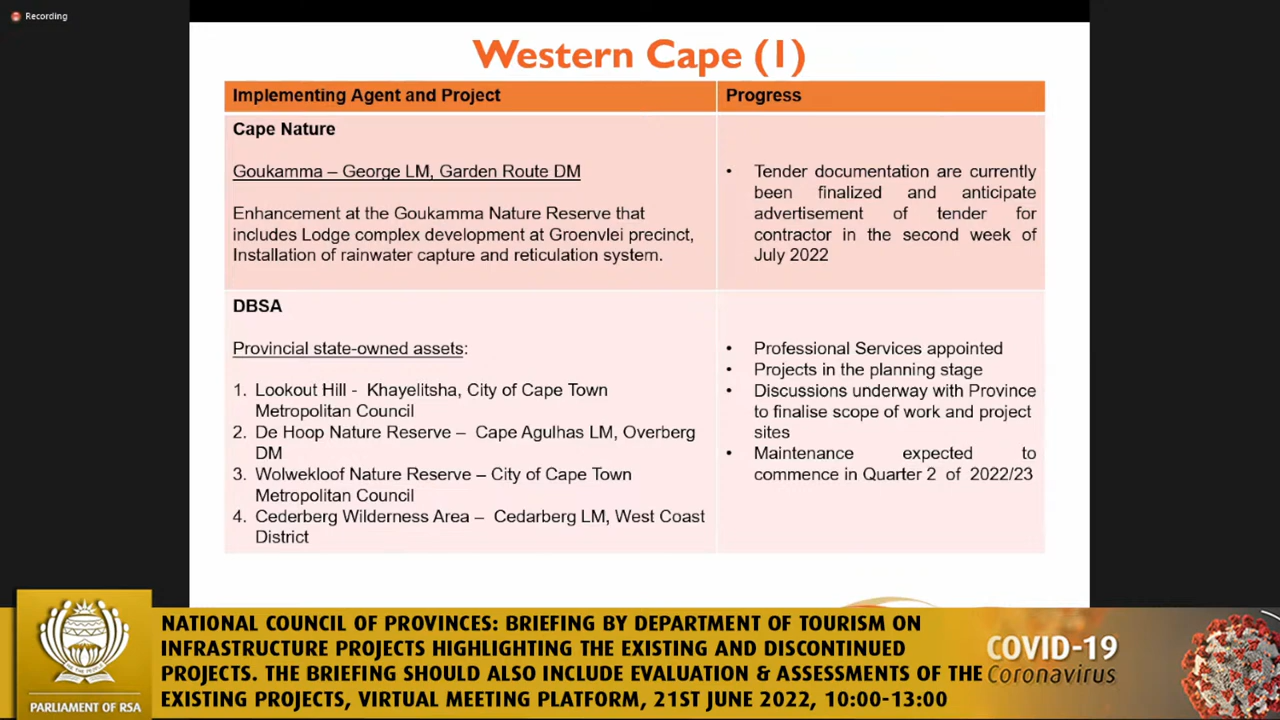 Recording
Western Cape (1)
Implementing Agent and Project
Progress
Cape Nature
Goukamma – George LM, Garden Route DM
Enhancement at the Goukamma Nature Reserve that
includes Lodge complex development at Groenvlei precinct,
Installation of rainwater capture and reticulation system.
• Tender documentation are currently
been finalized and anticipate
advertisement of tender for
contractor in the second week of
July 2022
DBSA
Provincial state-owned assets:
1. Lookout Hill - Khayelitsha, City of Cape Town
Metropolitan Council
2. De Hoop Nature Reserve – Cape Agulhas LM, Overberg
DM
3. Wolwekloof Nature Reserve – City of Cape Town
Metropolitan Council
4. Cederberg Wilderness Area – Cedarberg LM, West Coast
District
• Professional Services appointed
• Projects in the planning stage
• Discussions underway with Province
to finalise scope of work and project
sites
• Maintenance expected to
commence in Quarter 2 of 2022/23
PARLIAMENT OF RSA
NATIONAL COUNCIL OF PROVINCES: BRIEFING BY DEPARTMENT OF TOURISM ON
INFRASTRUCTURE PROJECTS HIGHLIGHTING THE EXISTING AND DISCONTINUED
PROJECTS. THE BRIEFING SHOULD ALSO INCLUDE EVALUATION & ASSESSMENTS OF THE
EXISTING PROJECTS, VIRTUAL MEETING PLATFORM, 21ST JUNE 2022, 10:00-13:00
COVID-19
Coronavirus